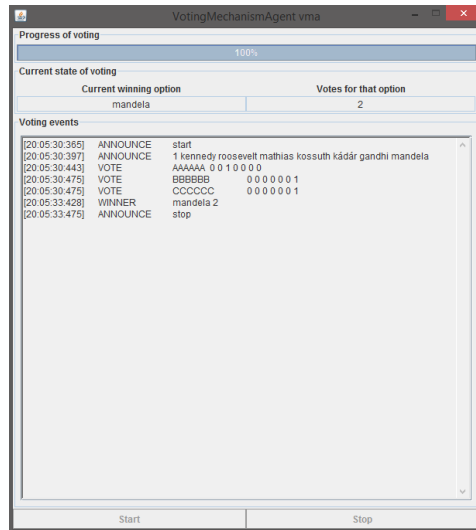 VotingMechanismAgent vma
Progress of voting
100%
Current state of voting
Current winning option Votes for that option
mandela 2
Voting events
[20:05:30:365] ANNOUNCE start
[20:05:30:397] ANNOUNCE 1 kennedy roosevelt mathias kossuth kádár gandhi mandela
[20:05:30:443] VOTE AAAAAA 0 0 1 0 0 0 0
[20:05:30:475] VOTE BBBBBB 0 0 0 0 0 0 1
[20:05:30:475] VOTE CCCCCC 0 0 0 0 0 0 1
[20:05:33:428] WINNER mandela 2
[20:05:33:475] ANNOUNCE stop
Start Stop